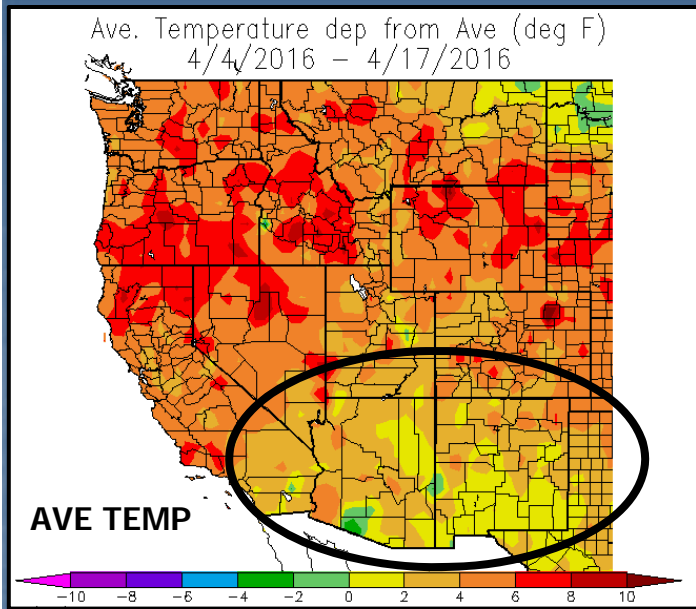 Ave. Temperature dep from Ave (deg F)
4/4/2016 – 4/17/2016
AVE TEMP
-10 -8 -6 -4 -2 0 2 4 6 8 10